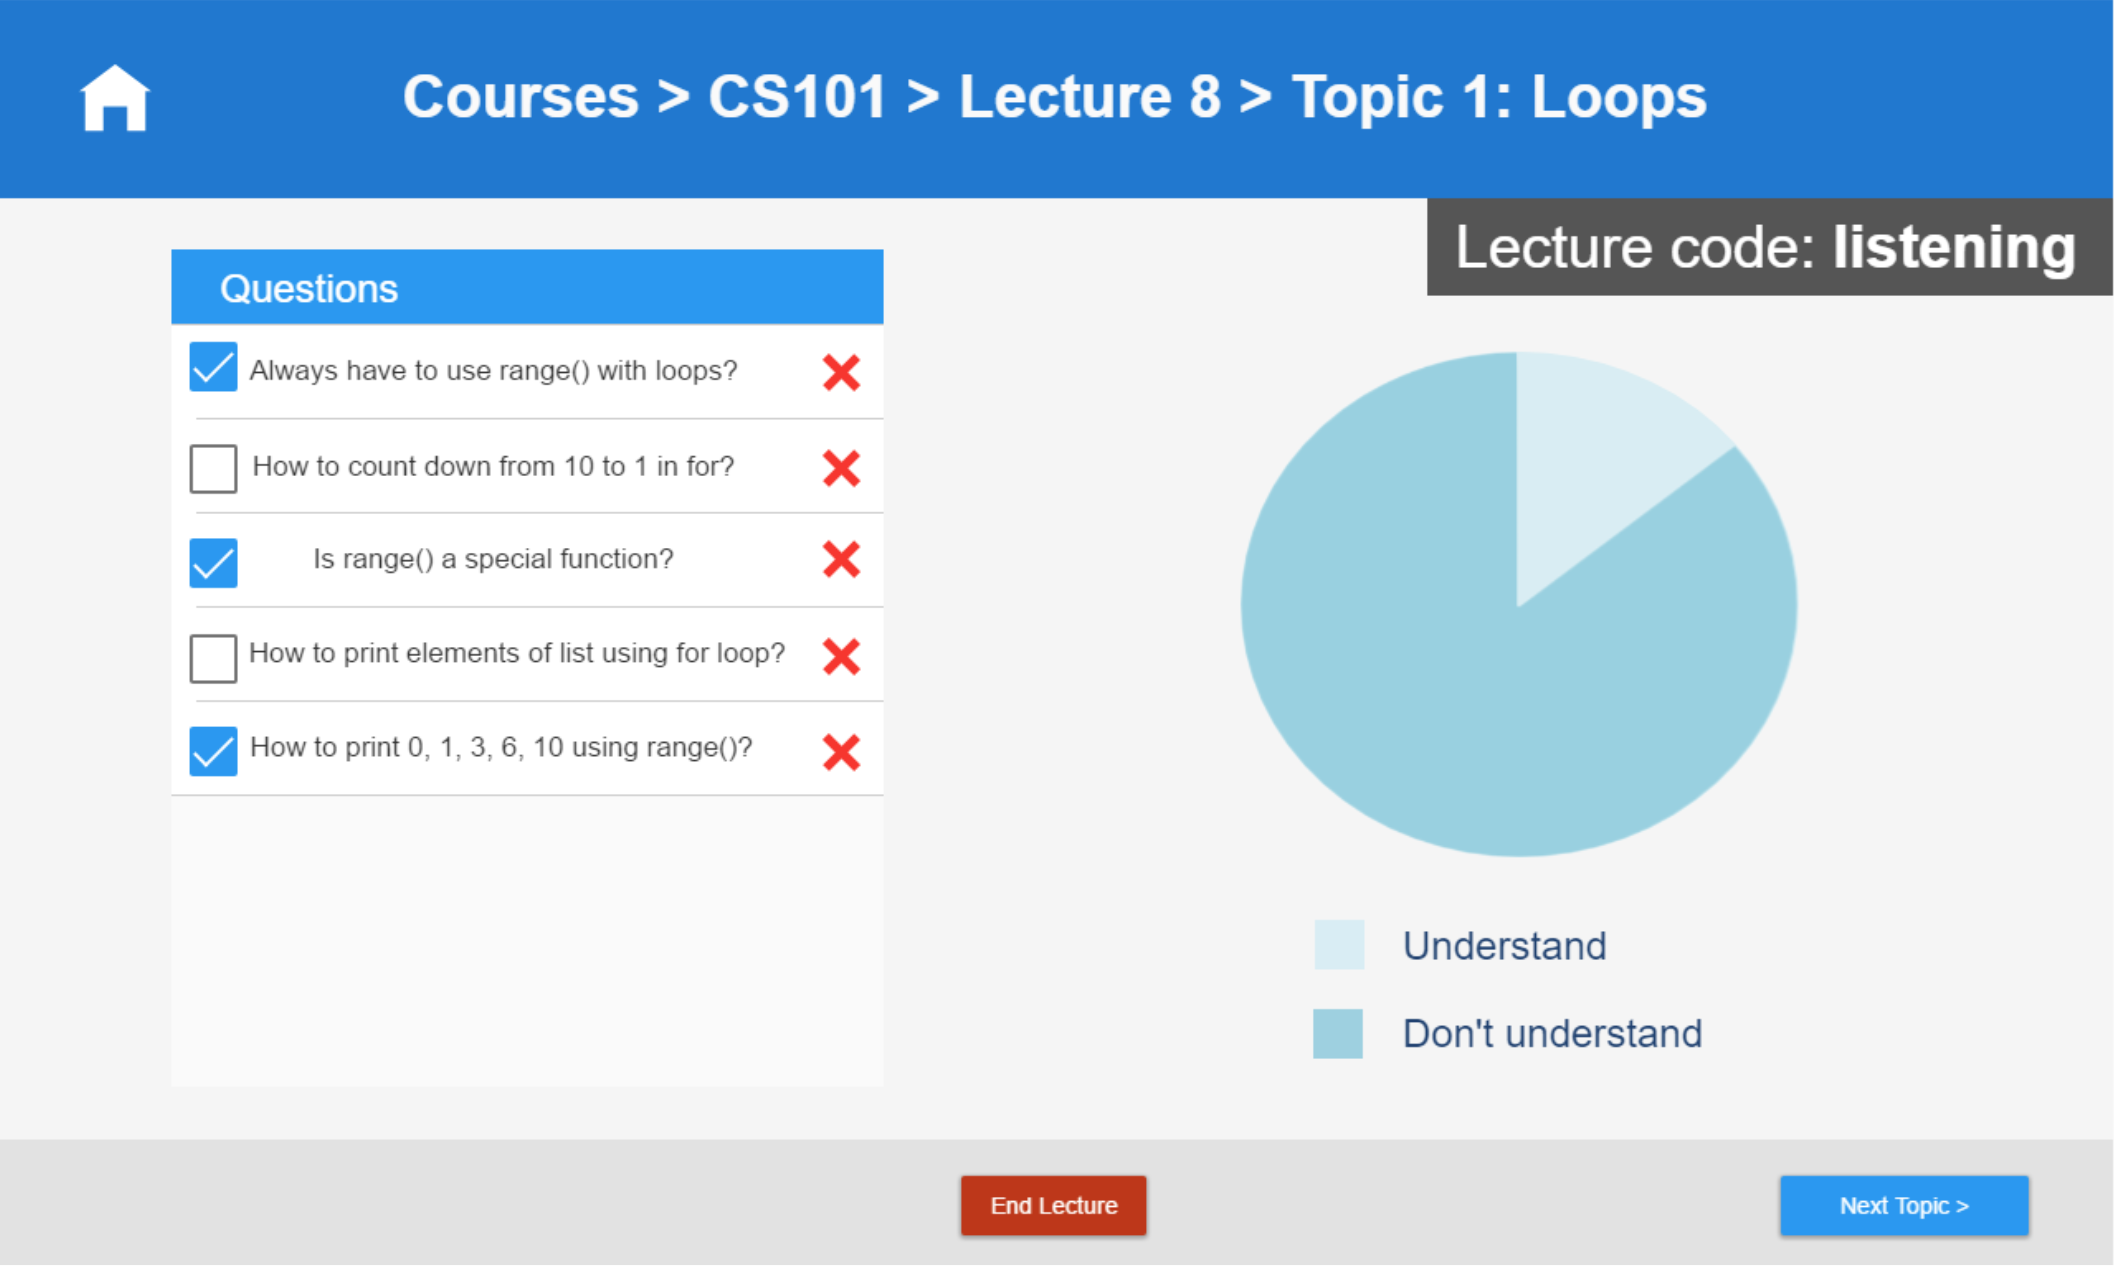 Courses > CS101 > Lecture 8 > Topic 1: Loops
Lecture code: listening
Questions
Always have to use range() with loops?
How to count down from 10 to 1 in for?
Is range() a special function?
How to print elements of list using for loop?
How to print 0, 1, 3, 6, 10 using range()?
Understand
Don't understand
End Lecture
Next Topic >